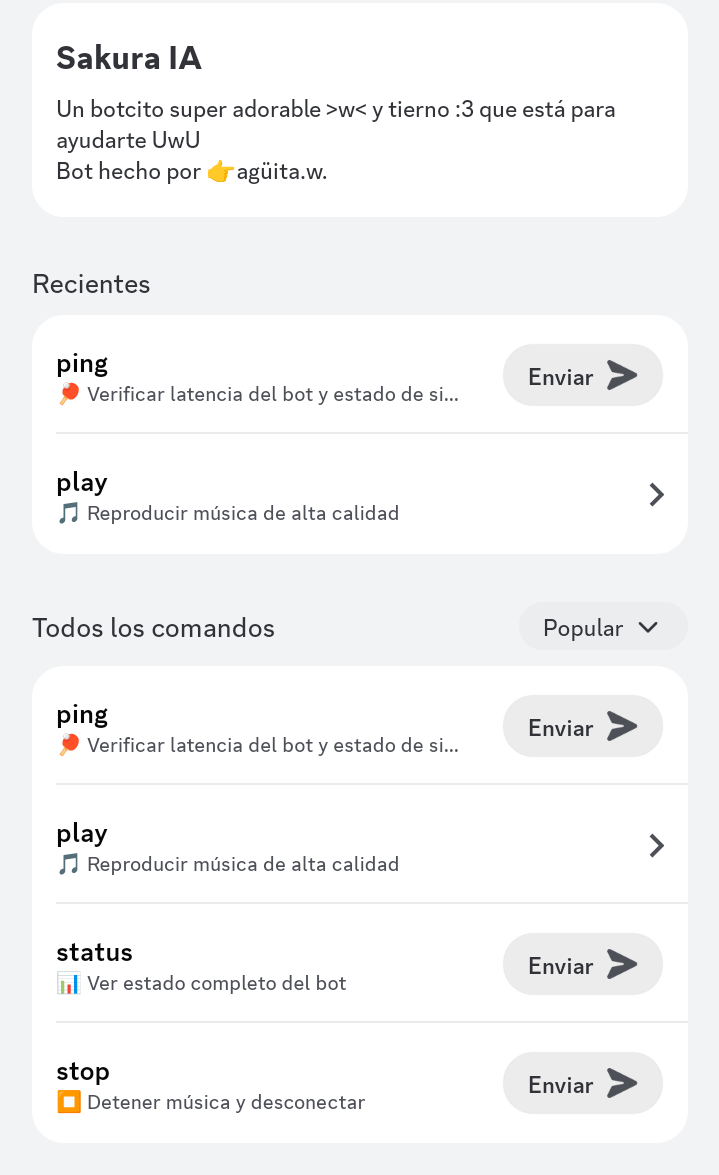 Sakura IA
Un botcito super adorable >w< y tierno :3 que está para
ayudarte UwU
Bot hecho por 👉agüita.w.
Recientes
ping
🏓 Verificar latencia del bot y estado de si...
Enviar
play
🎵 Reproducir música de alta calidad
Todos los comandos
Popular
ping
🏓 Verificar latencia del bot y estado de si...
Enviar
play
🎵 Reproducir música de alta calidad
status
📊 Ver estado completo del bot
Enviar
stop
⏹️ Detener música y desconectar
Enviar